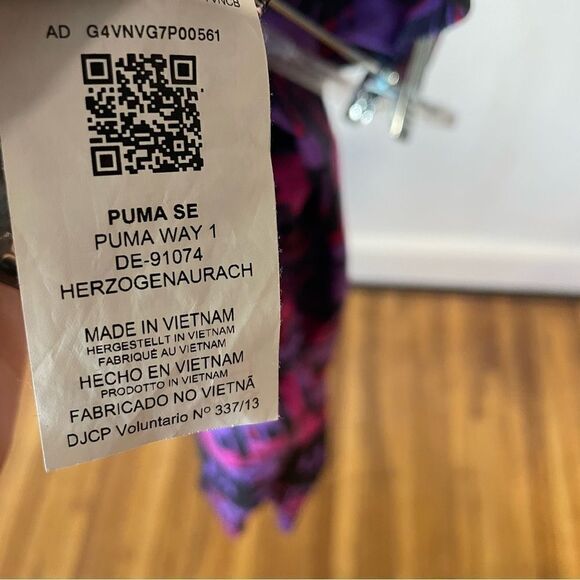 AD G4VNVG7P00561
PUMA SE
PUMA WAY 1
DE-91074
HERZOGENAURACH
MADE IN VIETNAM
HERGESTELLT IN VIETNAM
FABRIQUÉ AU VIETNAM
HECHO EN VIETNAM
PRODOTTO IN VIETNAM
FABRICADO NO VIETNÃ
DJCP Voluntario Nº 337/13